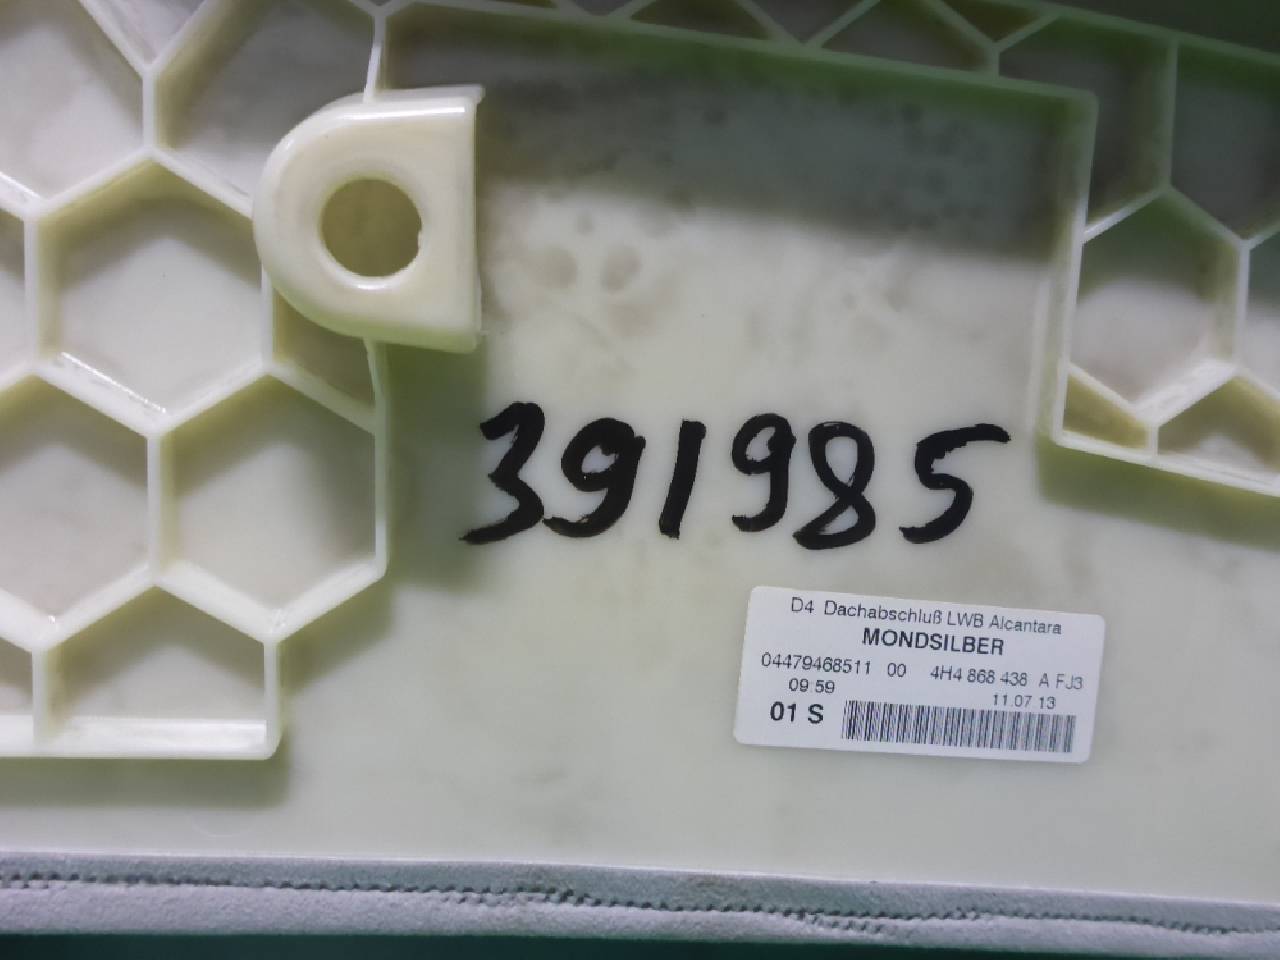 391985
D4 Dachabschluß LWB Alcantara
MONDSILBER
04479468511 00 4H4 868 438 A FJ3
09:59 11.07.13
01 S